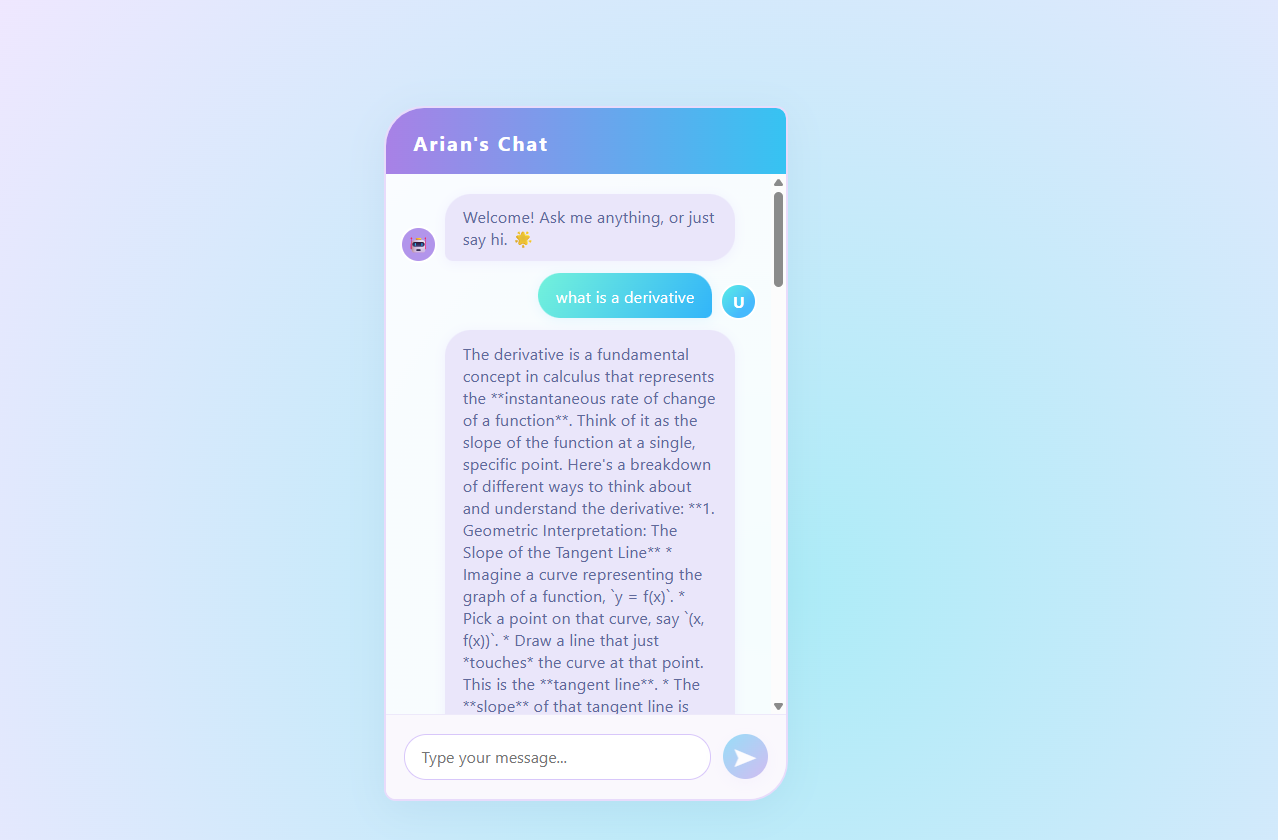 Arian's Chat
Welcome! Ask me anything, or just
say hi. 🌟
what is a derivative
U
The derivative is a fundamental
concept in calculus that represents
the **instantaneous rate of change
of a function**. Think of it as the
slope of the function at a single,
specific point. Here's a breakdown
of different ways to think about
and understand the derivative: **1.
Geometric Interpretation: The
Slope of the Tangent Line** *
Imagine a curve representing the
graph of a function, `y = f(x)`. *
Pick a point on that curve, say `(x,
f(x))`. * Draw a line that just
*touches* the curve at that point.
This is the **tangent line**. * The
**slope** of that tangent line is
Type your message...